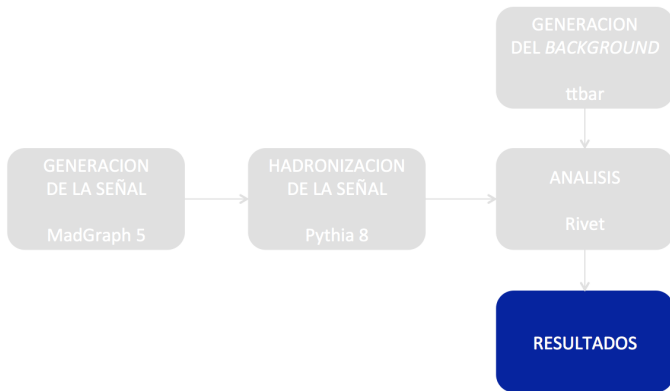 GENERACION
DEL BACKGROUND
ttbar
GENERACION
DE LA SEÑAL
MadGraph 5
HADRONIZACION
DE LA SEÑAL
Pythia 8
ANALISIS
Rivet
RESULTADOS